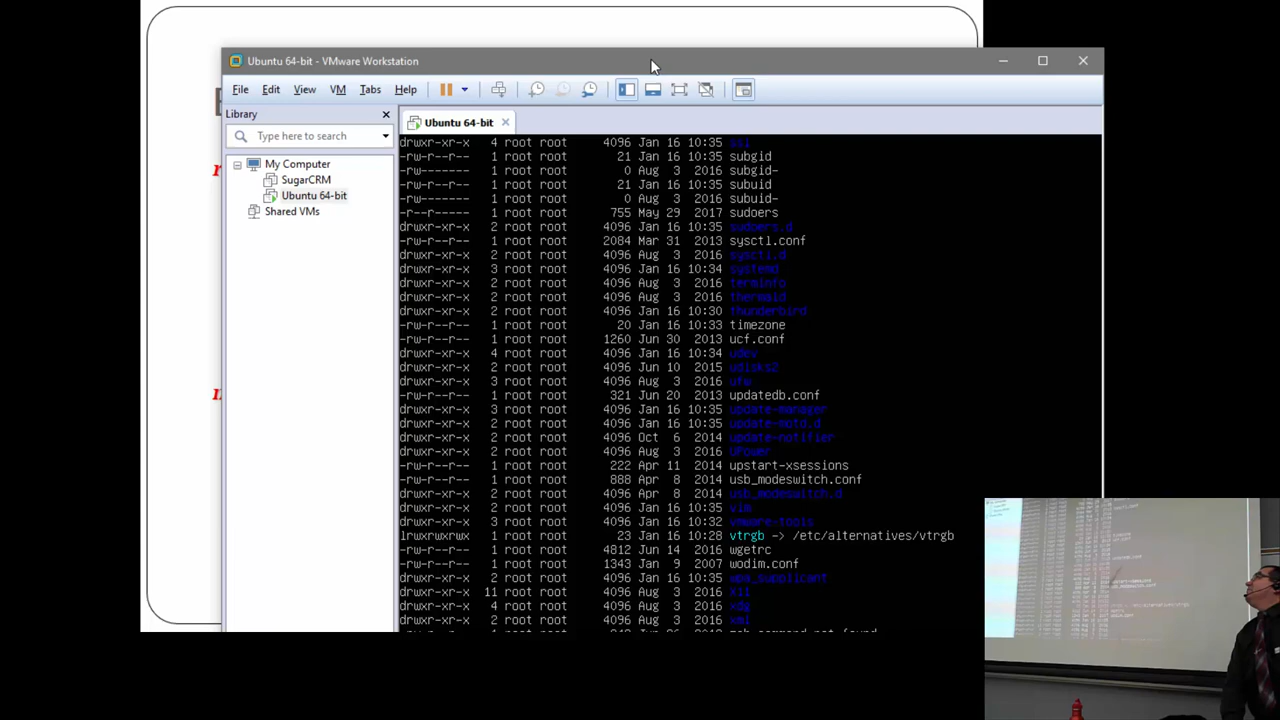 Ubuntu 64-bit - VMware Workstation
File Edit View VM Tabs Help
Library
Type here to search
My Computer
SugarCRM
Ubuntu 64-bit
Shared VMs
Ubuntu 64-bit
drwxr-xr-x 4 root root 4096 Jan 16 10:35 ssl
-rw-r--r-- 1 root root 21 Jan 16 10:35 subgid
-rw------- 1 root root 0 Aug 3 2016 subgid-
-rw-r--r-- 1 root root 21 Jan 16 10:35 subuid
-rw------- 1 root root 0 Aug 3 2016 subuid-
-r--r----- 1 root root 755 May 29 2017 sudoers
drwxr-xr-x 2 root root 4096 Jan 16 10:35 sudoers.d
-rw-r--r-- 1 root root 2084 Mar 31 2013 sysctl.conf
drwxr-xr-x 2 root root 4096 Aug 3 2016 sysctl.d
drwxr-xr-x 3 root root 4096 Jan 16 10:34 systemd
drwxr-xr-x 2 root root 4096 Aug 3 2016 terminfo
drwxr-xr-x 2 root root 4096 Aug 3 2016 thermald
drwxr-xr-x 2 root root 4096 Jan 16 10:30 thunderbird
-rw-r--r-- 1 root root 20 Jan 16 10:33 timezone
-rw-r--r-- 1 root root 1260 Jun 30 2013 ucf.conf
drwxr-xr-x 4 root root 4096 Jan 16 10:34 udev
drwxr-xr-x 2 root root 4096 Jun 10 2015 udisks2
drwxr-xr-x 3 root root 4096 Aug 3 2016 ufw
-rw-r--r-- 1 root root 321 Jun 20 2013 updatedb.conf
drwxr-xr-x 3 root root 4096 Jan 16 10:35 update-manager
drwxr-xr-x 2 root root 4096 Jan 16 10:35 update-motd.d
drwxr-xr-x 2 root root 4096 Oct 6 2014 update-notifier
drwxr-xr-x 2 root root 4096 Aug 3 2016 UPower
-rw-r--r-- 1 root root 222 Apr 11 2014 upstart-xsessions
-rw-r--r-- 1 root root 888 Apr 8 2014 usb_modeswitch.conf
drwxr-xr-x 2 root root 4096 Apr 8 2014 usb_modeswitch.d
drwxr-xr-x 2 root root 4096 Jan 16 10:35 vim
drwxr-xr-x 3 root root 4096 Jan 16 10:32 vmware-tools
lrwxrwxrwx 1 root root 23 Jan 16 10:28 vtrgb -> /etc/alternatives/vtrgb
-rw-r--r-- 1 root root 4812 Jun 14 2016 wgetrc
-rw-r--r-- 1 root root 1343 Jan 9 2007 wodim.conf
drwxr-xr-x 2 root root 4096 Jan 16 10:35 wpa_supplicant
drwxr-xr-x 11 root root 4096 Aug 3 2016 X11
drwxr-xr-x 4 root root 4096 Aug 3 2016 xdg
drwxr-xr-x 2 root root 4096 Aug 3 2016 xml